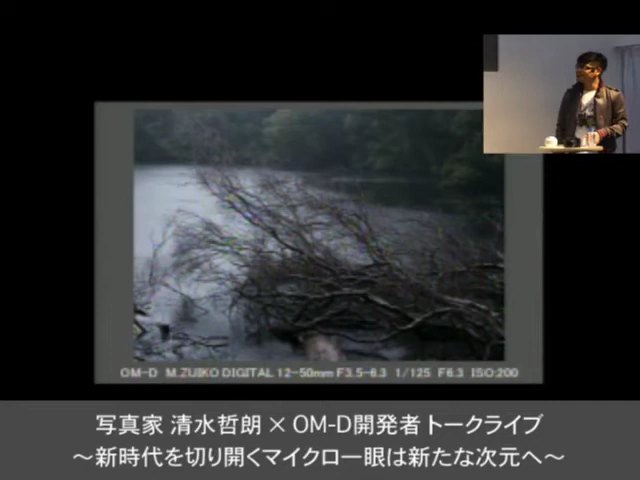 OM-D M.ZUIKO DIGITAL 12-50mm F3.5-6.3 1/125 F6.3 ISO:200
写真家 清水哲朗 × OM-D開発者 トークライブ
～新時代を切り開くマイクロ一眼は新たな次元へ～